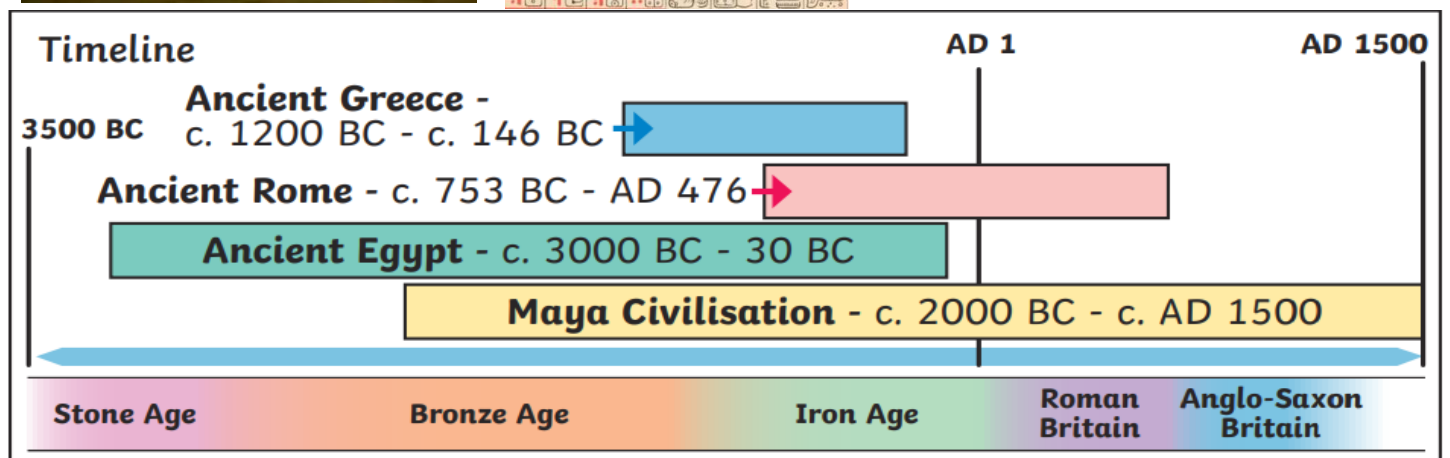 Timeline
AD 1
AD 1500
3500 BC
Ancient Greece -
c. 1200 BC - c. 146 BC
Ancient Rome - c. 753 BC - AD 476
Ancient Egypt - c. 3000 BC - 30 BC
Maya Civilisation - c. 2000 BC - c. AD 1500
Stone Age
Bronze Age
Iron Age
Roman
Britain
Anglo-Saxon
Britain